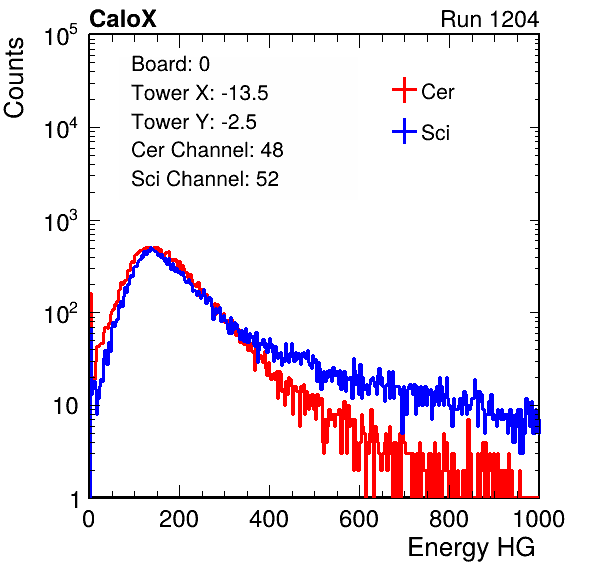 CaloX Run 1204
Counts
Board: 0
Tower X: -13.5
Tower Y: -2.5
Cer Channel: 48
Sci Channel: 52
Cer
Sci
10^5
10^4
10^3
10^2
10
1
0 200 400 600 800 1000
Energy HG